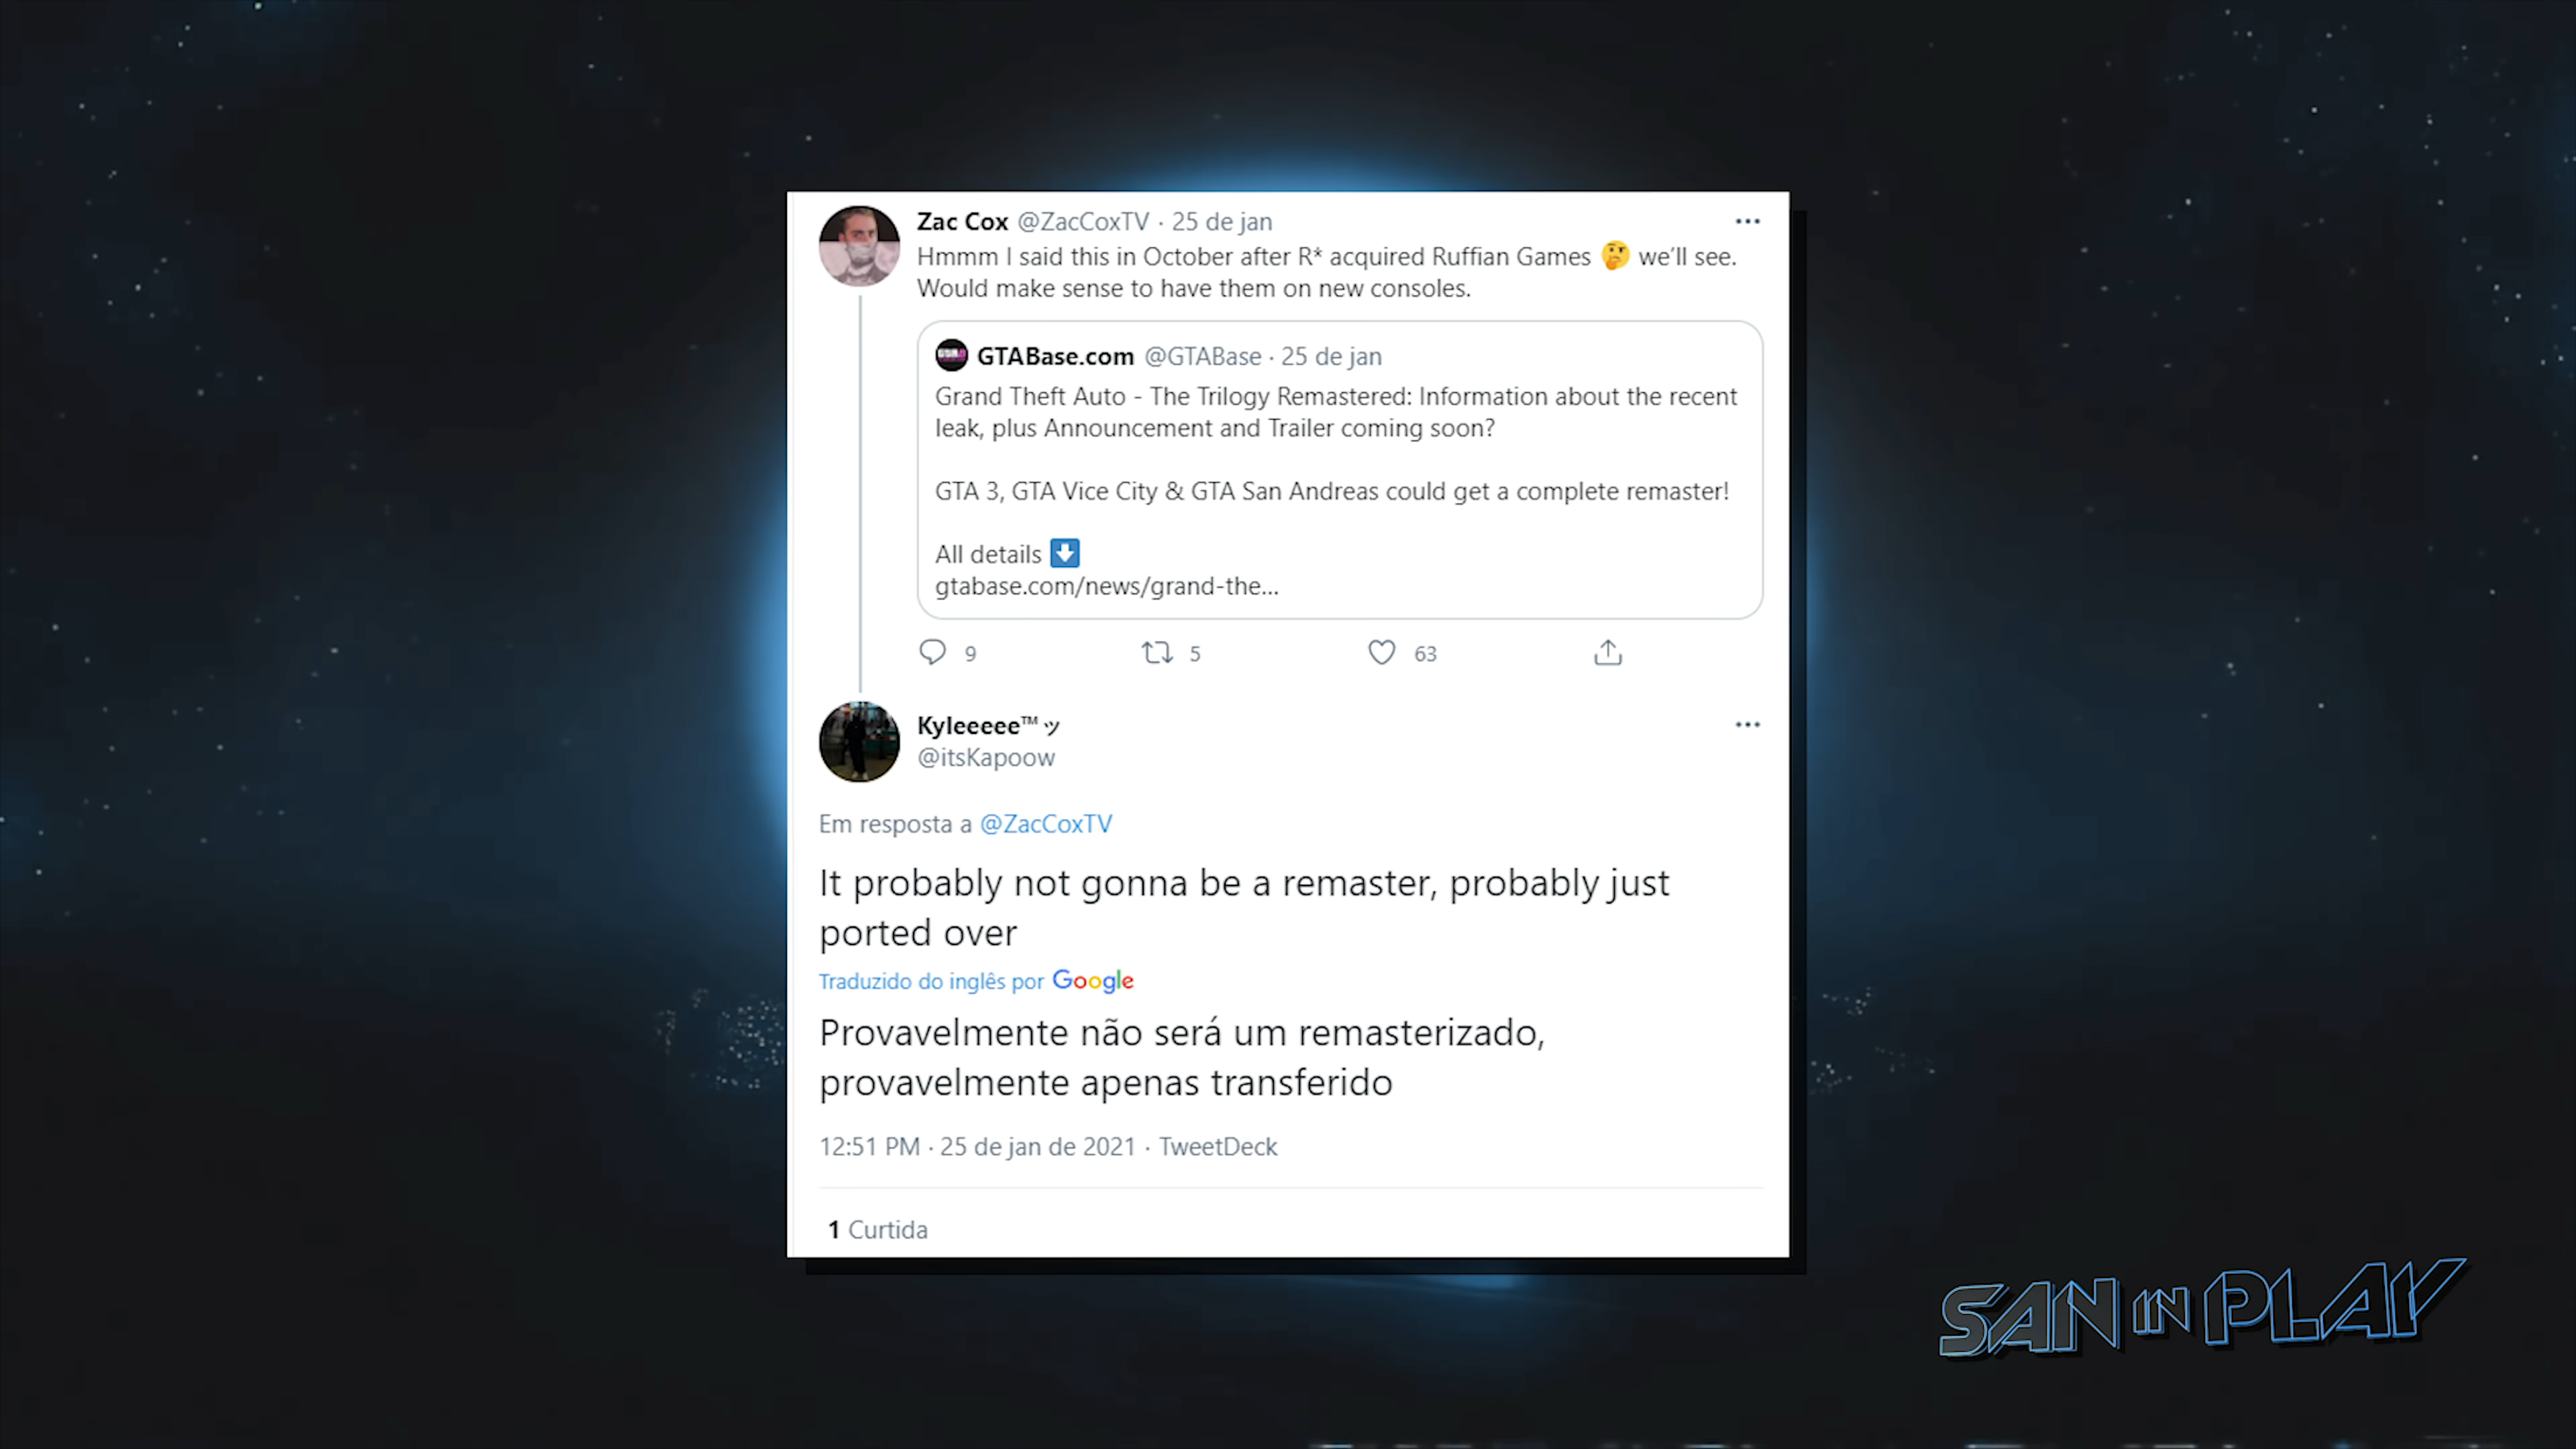 Zac Cox @ZacCoxTV · 25 de jan
Hmmm I said this in October after R* acquired Ruffian Games 🤔 we'll see.
Would make sense to have them on new consoles.
GTABase.com @GTABase · 25 de jan
Grand Theft Auto - The Trilogy Remastered: Information about the recent
leak, plus Announcement and Trailer coming soon?
GTA 3, GTA Vice City & GTA San Andreas could get a complete remaster!
All details ⬇
gtabase.com/news/grand-the...
9 5 63
Kyleeeee™ ッ
@itsKapoow
Em resposta a @ZacCoxTV
It probably not gonna be a remaster, probably just
ported over
Traduzido do inglês por Google
Provavelmente não será um remasterizado,
provavelmente apenas transferido
12:51 PM · 25 de jan de 2021 · TweetDeck
1 Curtida
SAN IN PLAY